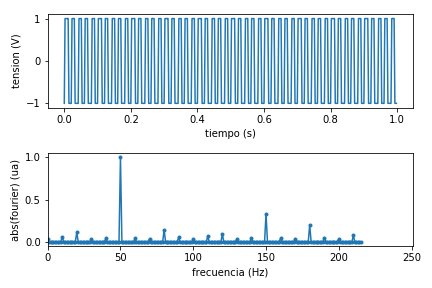 tension (V)
1
0
−1
0.0 0.2 0.4 0.6 0.8 1.0
tiempo (s)
abs(fourier) (ua)
1.0
0.5
0.0
0 50 100 150 200 250
frecuencia (Hz)